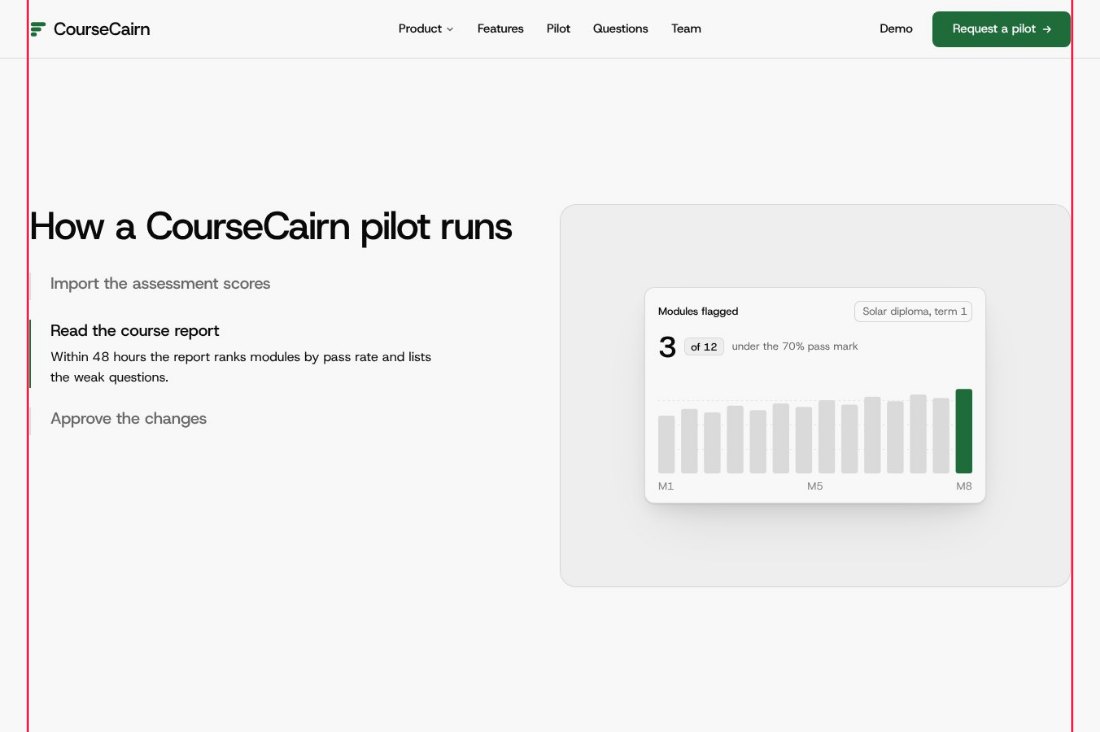 CourseCairn
Product
Features
Pilot
Questions
Team
Demo
Request a pilot →
How a CourseCairn pilot runs
Import the assessment scores
Read the course report
Within 48 hours the report ranks modules by pass rate and lists
the weak questions.
Approve the changes
Modules flagged
Solar diploma, term 1
3 of 12 under the 70% pass mark
M1 M5 M8